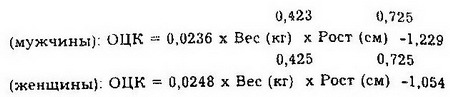 0,423 0,725
(мужчины): ОЦК = 0,0236 х Вес (кг) х Рост (см) -1,229
0,425 0,725
(женщины): ОЦК = 0,0248 х Вес (кг) х Рост (см) -1,054